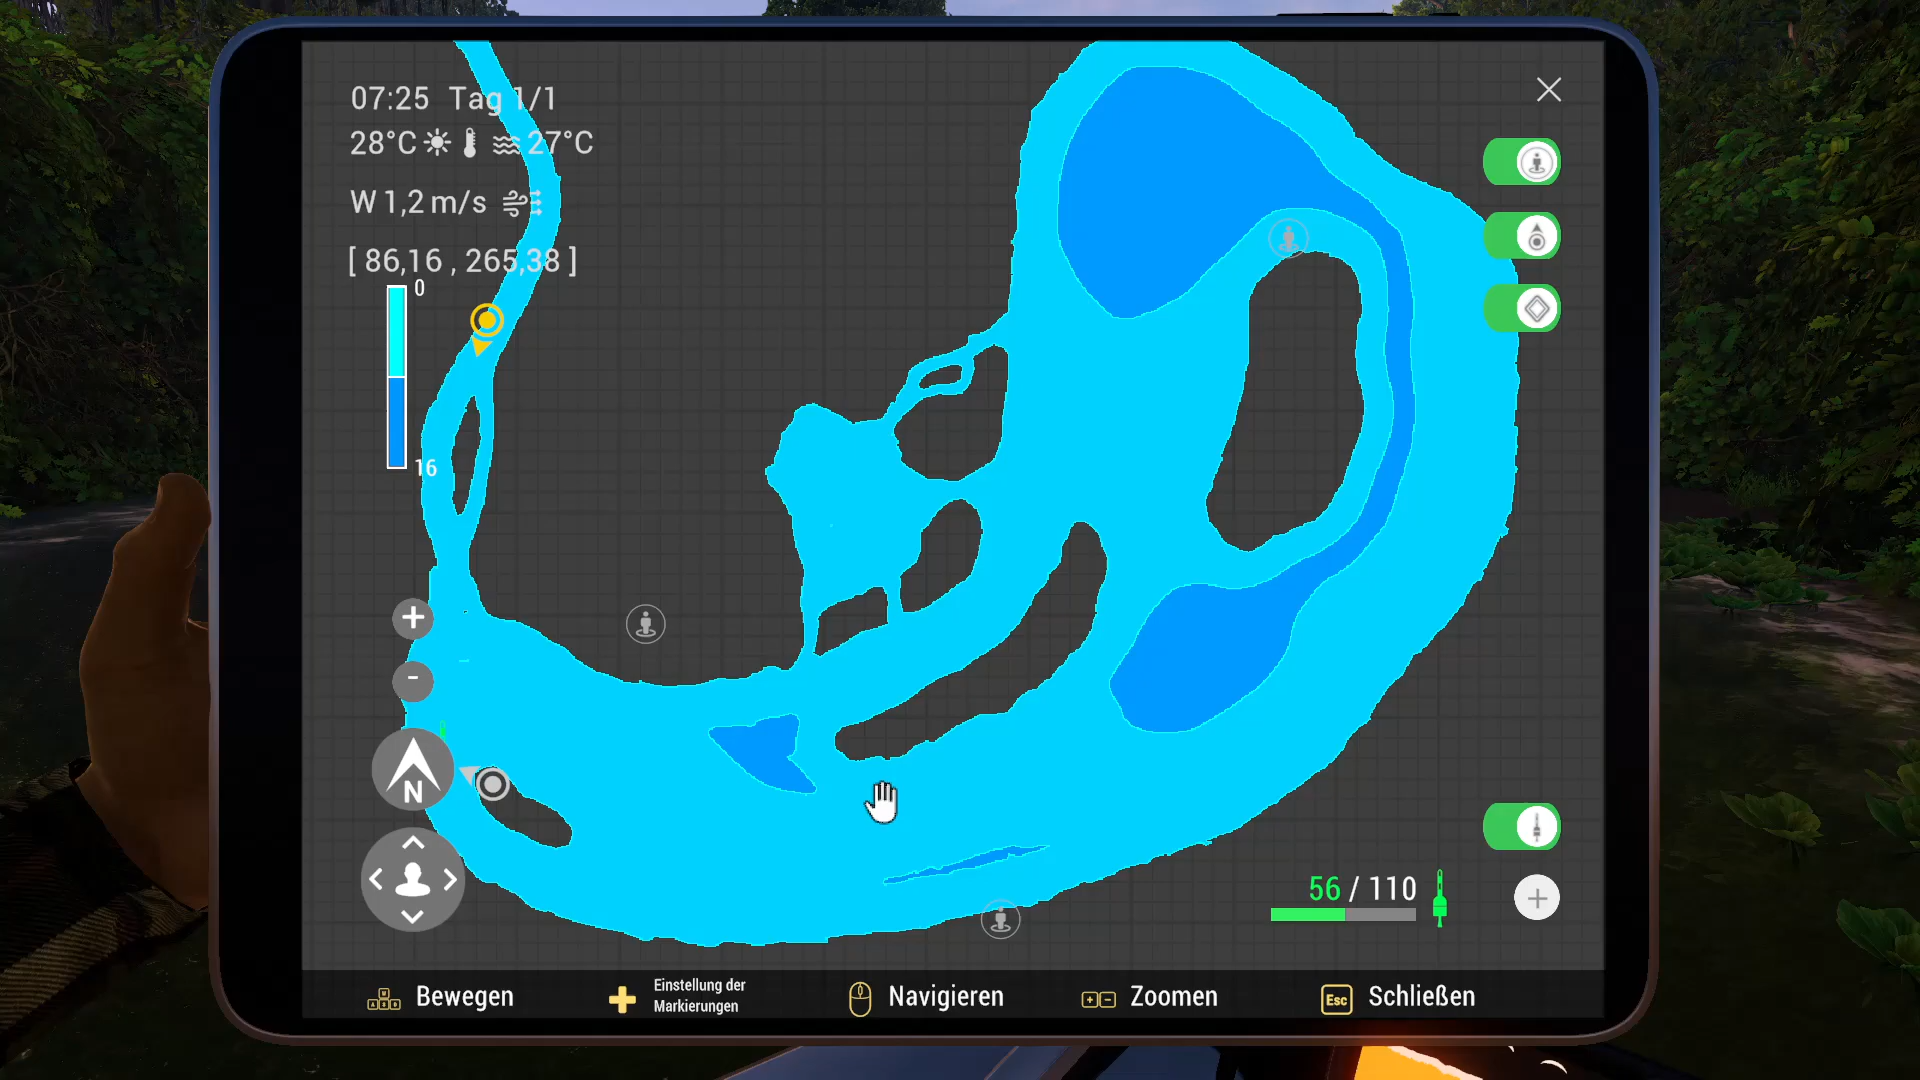 07:25 Tag 1/1
28°C 27°C
W 1,2 m/s
[ 86,16 , 265,38 ]
0
16
+
-
N
56 / 110
Bewegen
Einstellung der
Markierungen
Navigieren
Zoomen
Esc Schließen